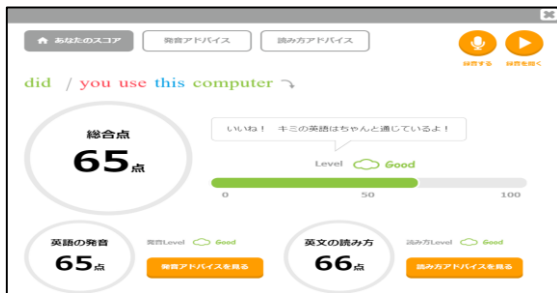 あなたのスコア 発音アドバイス 読み方アドバイス
録音する 録音を聞く
did / you use this computer
総合点
65点
いいね！ キミの英語はちゃんと通じているよ！
Level Good
0 50 100
英語の発音
65点
発音Level Good
発音アドバイスを見る
英文の読み方
66点
読み方Level Good
読み方アドバイスを見る